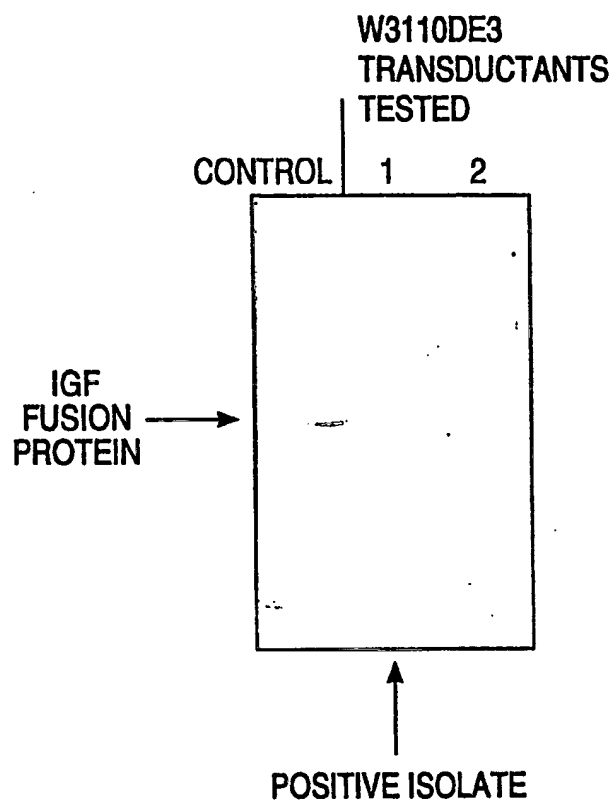 W3110DE3
TRANSDUCTANTS
TESTED
CONTROL 1 2
IGF
FUSION
PROTEIN
POSITIVE ISOLATE